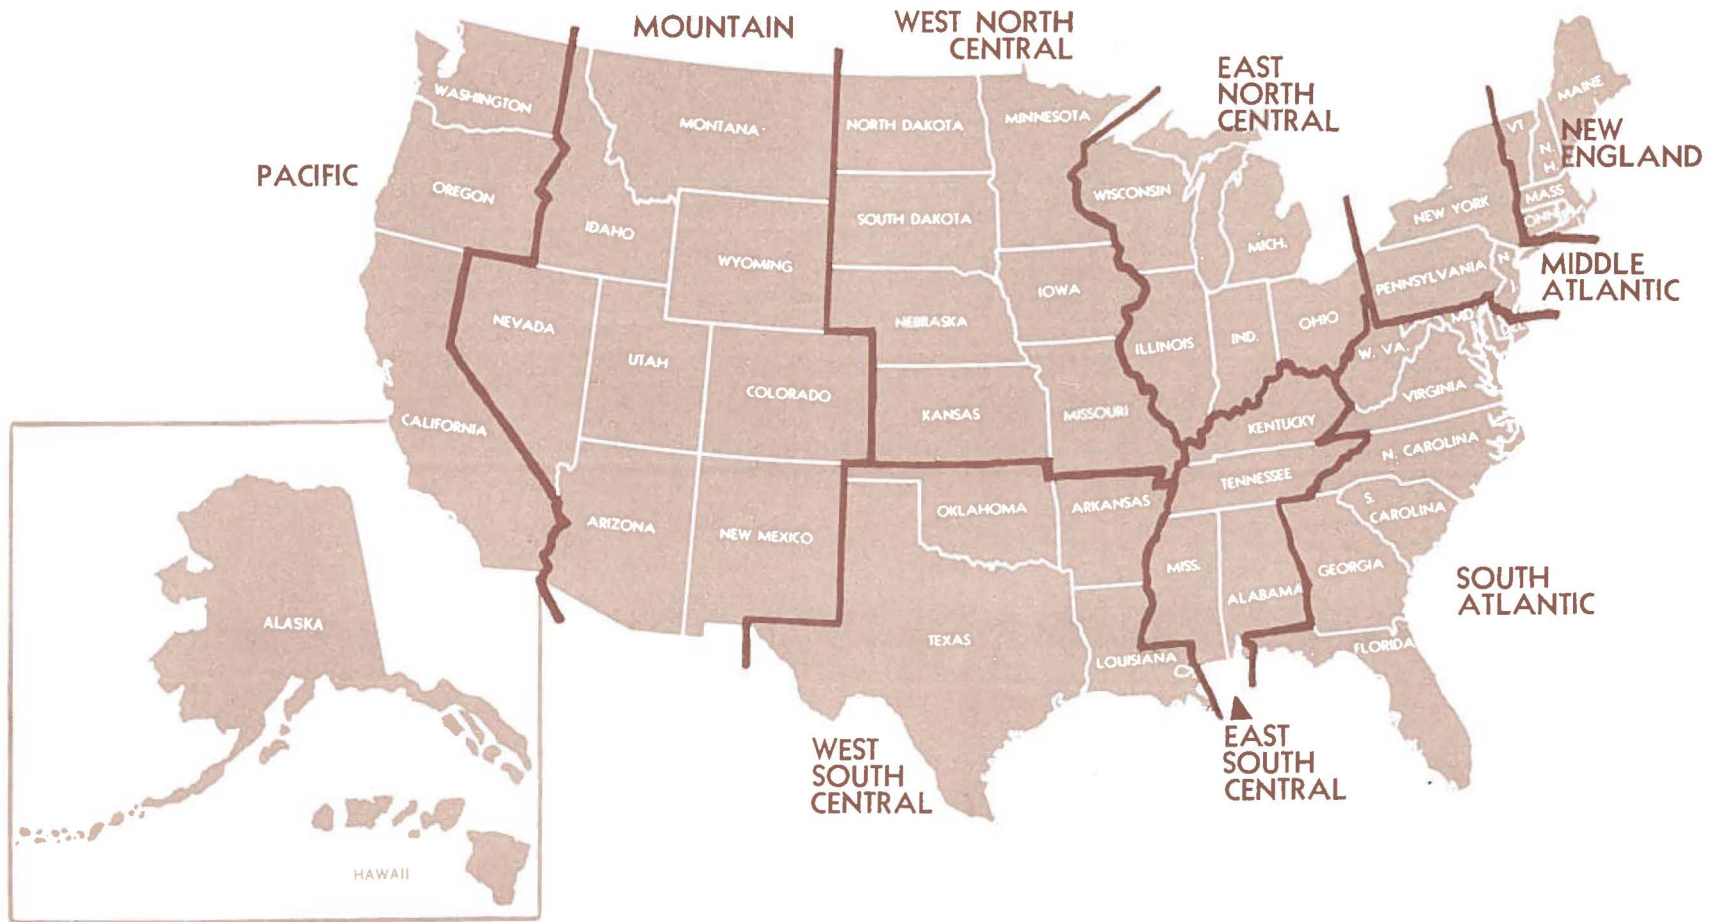 MOUNTAIN
WEST NORTH
CENTRAL
EAST
NORTH
CENTRAL
NEW
ENGLAND
PACIFIC
MIDDLE
ATLANTIC
SOUTH
ATLANTIC
WEST
SOUTH
CENTRAL
EAST
SOUTH
CENTRAL
WASHINGTON
OREGON
CALIFORNIA
MONTANA
IDAHO
WYOMING
NEVADA
UTAH
COLORADO
ARIZONA
NEW MEXICO
NORTH DAKOTA
MINNESOTA
SOUTH DAKOTA
IOWA
NEBRASKA
KANSAS
MISSOURI
OKLAHOMA
ARKANSAS
TEXAS
LOUISIANA
WISCONSIN
MICH.
ILLINOIS
IND.
OHIO
KENTUCKY
TENNESSEE
MISS.
ALABAMA
MAINE
VT
N.
H.
MASS
NEW YORK
PENNSYLVANIA
N.
J.
MD.
W. VA.
VIRGINIA
N. CAROLINA
S.
CAROLINA
GEORGIA
FLORIDA
ALASKA
HAWAII